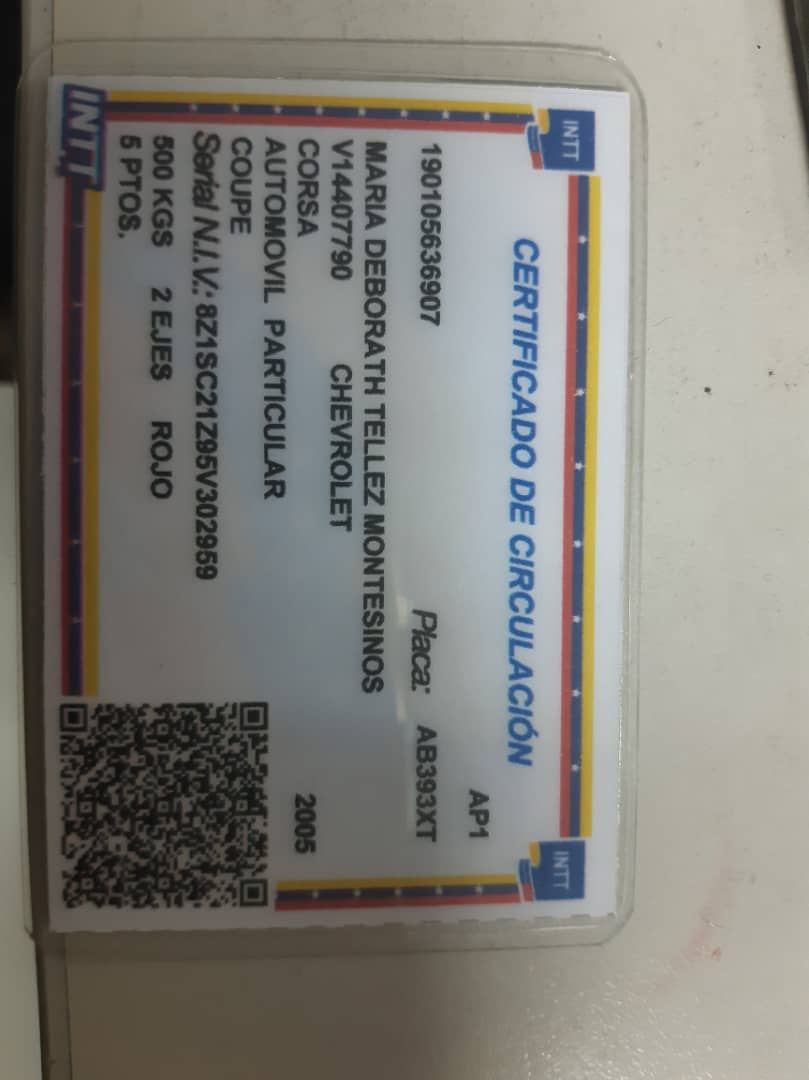 INTT
INTT
CERTIFICADO DE CIRCULACIÓN
AP1
190105636907 Placa: AB393XT
MARIA DEBORATH TELLEZ MONTESINOS
V14407790 CHEVROLET
CORSA 2005
AUTOMOVIL PARTICULAR
COUPE
Serial N.I.V.: 8Z1SC21Z95V302959
500 KGS 2 EJES ROJO
5 PTOS.
INTT